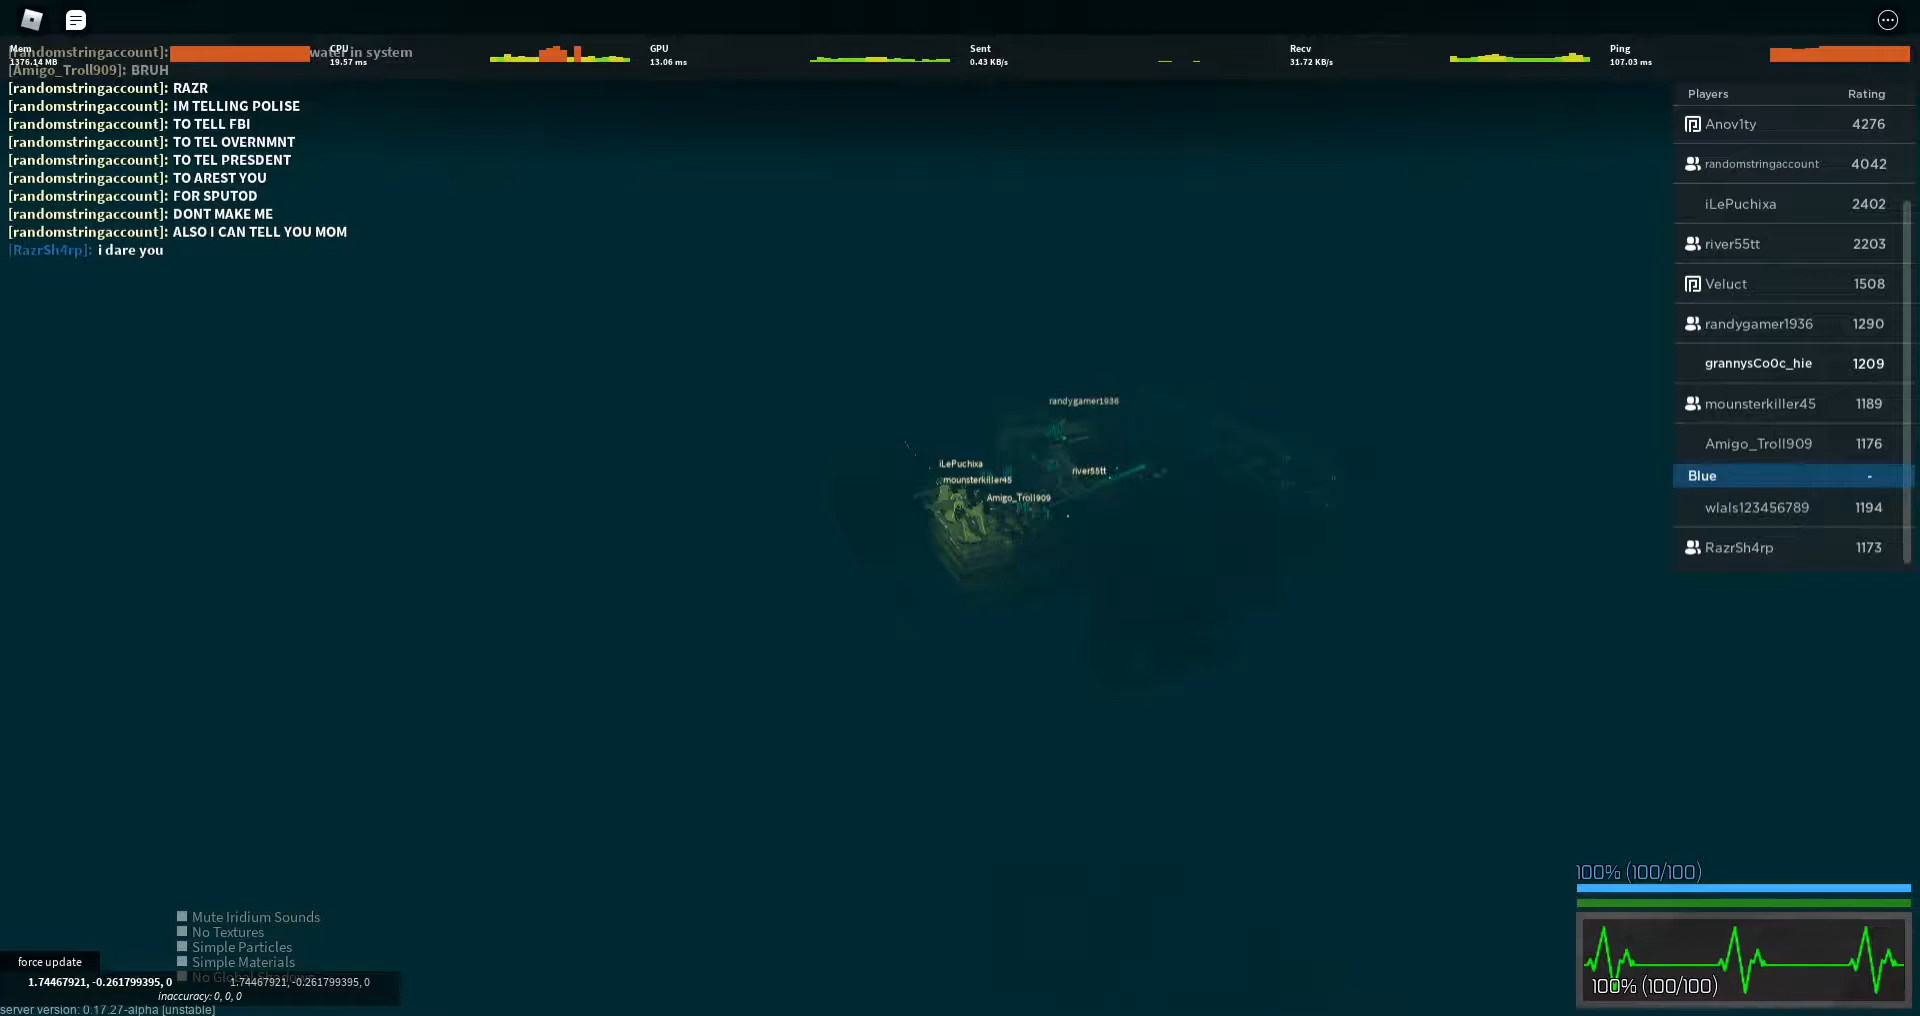 Mem
1376.14 MB
CPU
19.57 ms
GPU
13.06 ms
Sent
0.43 KB/s
Recv
31.72 KB/s
Ping
107.03 ms
[randomstringaccount]: water in system
[Amigo_Troll909]: BRUH
[randomstringaccount]: RAZR
[randomstringaccount]: IM TELLING POLISE
[randomstringaccount]: TO TELL FBI
[randomstringaccount]: TO TEL OVERNMNT
[randomstringaccount]: TO TEL PRESDENT
[randomstringaccount]: TO AREST YOU
[randomstringaccount]: FOR SPUTOD
[randomstringaccount]: DONT MAKE ME
[randomstringaccount]: ALSO I CAN TELL YOU MOM
[RazrSh4rp]: i dare you
Players Rating
Anov1ty 4276
randomstringaccount 4042
iLePuchixa 2402
river55tt 2203
Veluct 1508
randygamer1936 1290
grannysCo0c_hie 1209
mounsterkiller45 1189
Amigo_Troll909 1176
Blue -
wlals123456789 1194
RazrSh4rp 1173
randygamer1936
iLePuchixa
river55tt
mounsterkiller45
Amigo_Troll909
100% (100/100)
100% (100/100)
Mute Iridium Sounds
No Textures
Simple Particles
Simple Materials
No Global Shadows
force update
1.74467921, -0.261799395, 0
1.74467921, -0.261799395, 0
inaccuracy: 0, 0, 0
server version: 0.17.27-alpha [unstable]